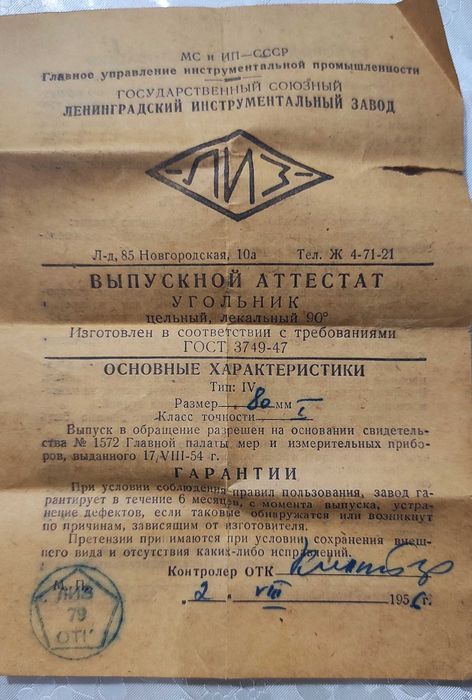 МС и ИП—СССР
Главное управление инструментальной промышленности
ГОСУДАРСТВЕННЫЙ СОЮЗНЫЙ
ЛЕНИНГРАДСКИЙ ИНСТРУМЕНТАЛЬНЫЙ ЗАВОД
ЛИЗ
Л-д, 85 Новгородская, 10а Тел. Ж 4-71-21
ВЫПУСКНОЙ АТТЕСТАТ
УГОЛЬНИК
цельный, лекальный 90°
Изготовлен в соответствии с требованиями
ГОСТ 3749-47
ОСНОВНЫЕ ХАРАКТЕРИСТИКИ
Тип: IV
Размер 80 мм
Класс точности I
Выпуск в обращение разрешен на основании свидетельс-
ва № 1572 Главной палаты мер и измерительных прибо-
ров, выданного 17/VIII-54 г.
ГАРАНТИИ
При условии соблюдения правил пользования, завод га-
рантирует в течение 6 месяцев, с момента выпуска, устра-
нение дефектов, если таковые обнаружатся или возникнут
по причинам, зависящим от изготовителя.
Претензии принимаются при условии сохранения внеш-
него вида и отсутствия каких-либо исправлений.
Контролер ОТК
М. П.
„ 2 " VIII 1956 г.
ЛИЗ
79
ОТК